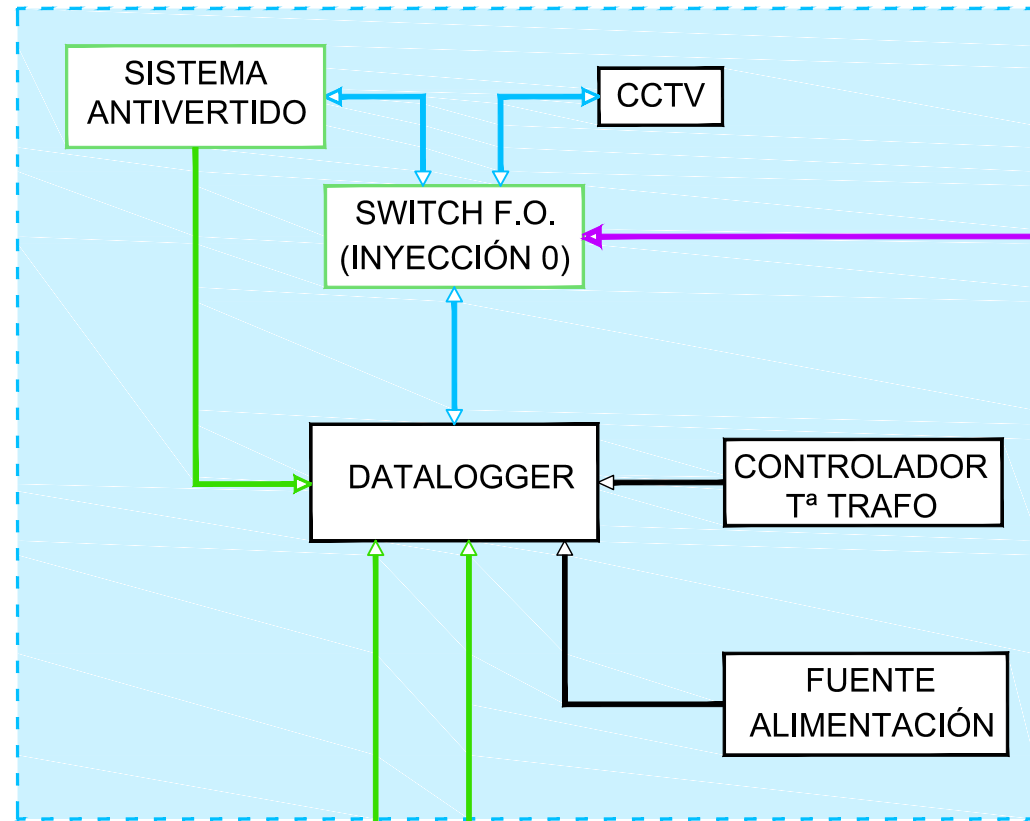 SISTEMA
ANTIVERTIDO
CCTV
SWITCH F.O.
(INYECCIÓN 0)
DATALOGGER
CONTROLADOR
Tª TRAFO
FUENTE
ALIMENTACIÓN